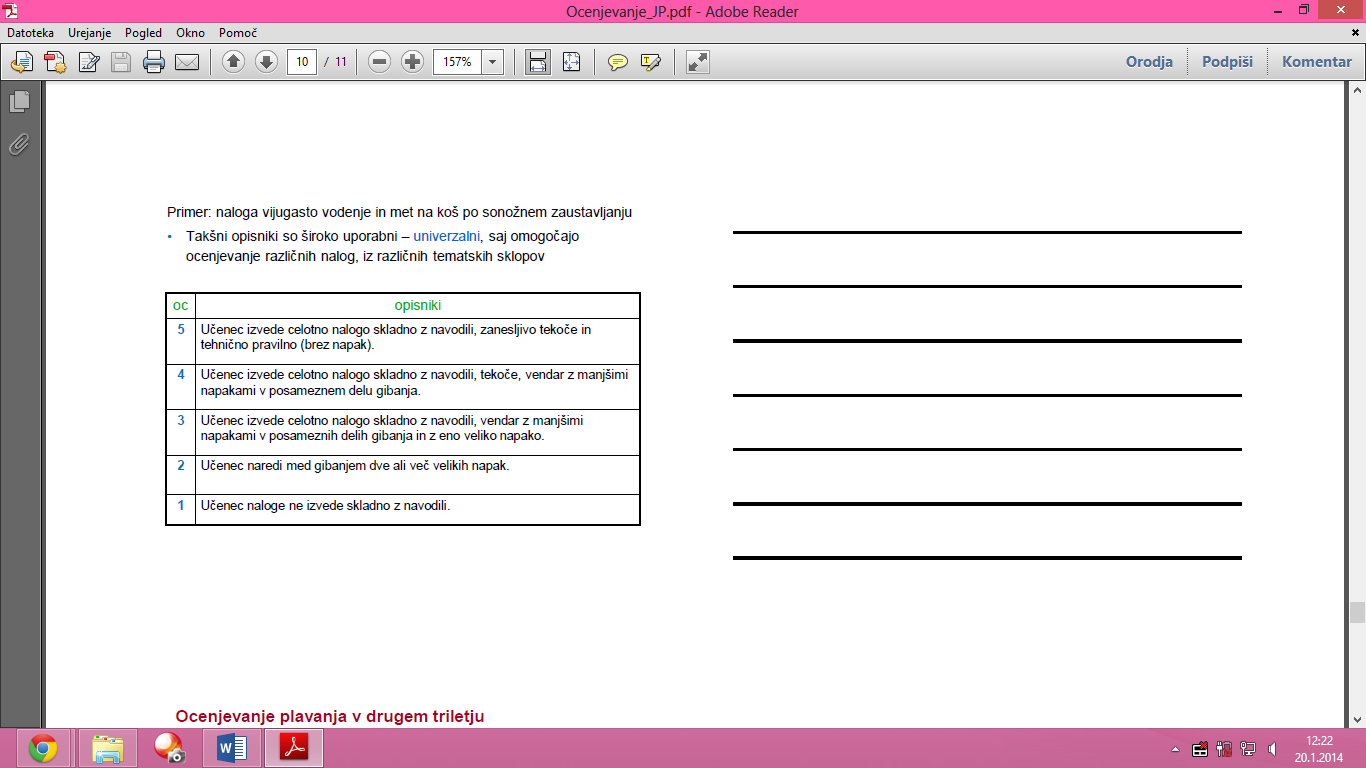 Ocenjevanje_JP.pdf - Adobe Reader
Datoteka Urejanje Pogled Okno Pomoč
10 / 11 157% Orodja Podpiši Komentar
Primer: naloga vijugasto vodenje in met na koš po sonožnem zaustavljanju
• Takšni opisniki so široko uporabni – univerzalni, saj omogočajo
ocenjevanje različnih nalog, iz različnih tematskih sklopov
oc opisniki
5 Učenec izvede celotno nalogo skladno z navodili, zanesljivo tekoče in
tehnično pravilno (brez napak).
4 Učenec izvede celotno nalogo skladno z navodili, tekoče, vendar z manjšimi
napakami v posameznem delu gibanja.
3 Učenec izvede celotno nalogo skladno z navodili, vendar z manjšimi
napakami v posameznih delih gibanja in z eno veliko napako.
2 Učenec naredi med gibanjem dve ali več velikih napak.
1 Učenec naloge ne izvede skladno z navodili.
Ocenjevanje plavanja v drugem triletju
12:22
20.1.2014